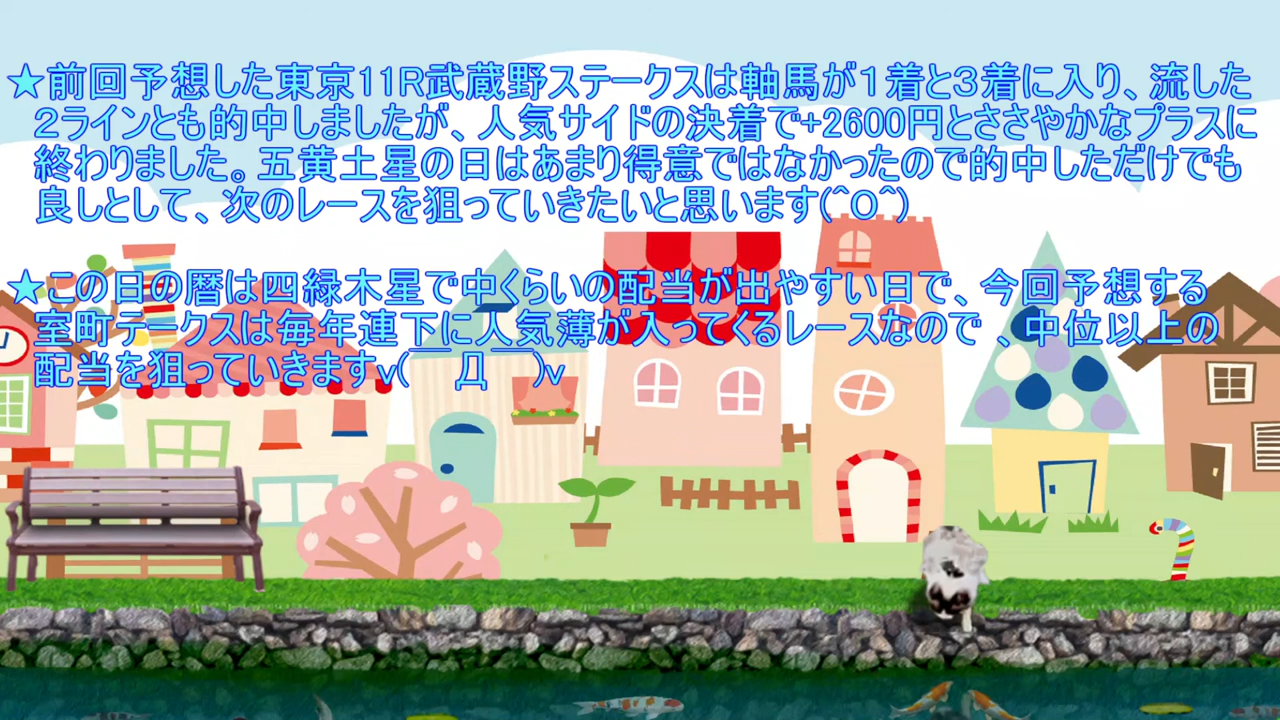 ★前回予想した東京11R武蔵野ステークスは軸馬が１着と３着に入り、流した
２ラインとも的中しましたが、人気サイドの決着で+2600円とささやかなプラスに
終わりました。五黄土星の日はあまり得意ではなかったので的中しただけでも
良しとして、次のレースを狙っていきたいと思います(^O^)
★この日の暦は四緑木星で中くらいの配当が出やすい日で、今回予想する
室町テークスは毎年連下に人気薄が入ってくるレースなので、中位以上の
配当を狙っていきますv(￣Д￣)v